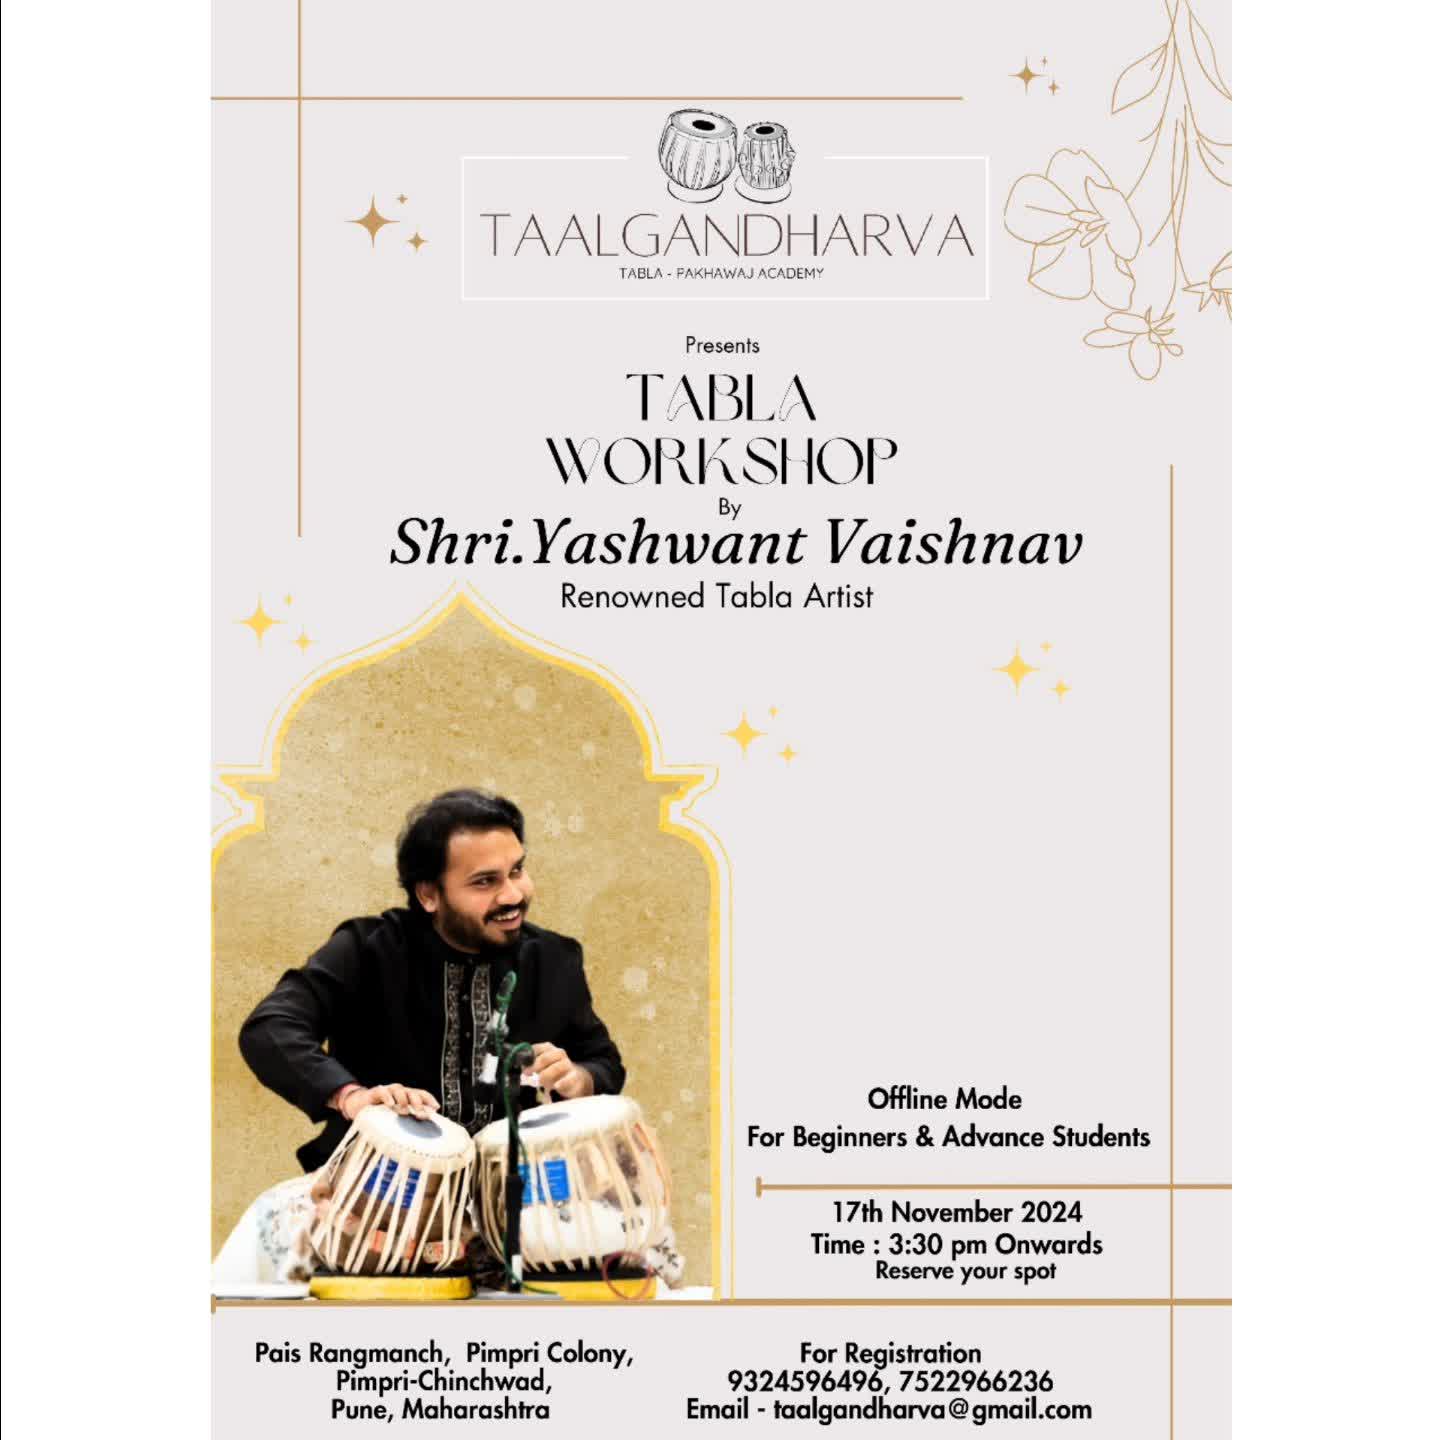 TAALGANDHARVA
TABLA - PAKHAWAJ ACADEMY
Presents
TABLA
WORKSHOP
By
Shri.Yashwant Vaishnav
Renowned Tabla Artist
Offline Mode
For Beginners & Advance Students
17th November 2024
Time : 3:30 pm Onwards
Reserve your spot
Pais Rangmanch, Pimpri Colony,
Pimpri-Chinchwad,
Pune, Maharashtra
For Registration
9324596496, 7522966236
Email - taalgandharva@gmail.com